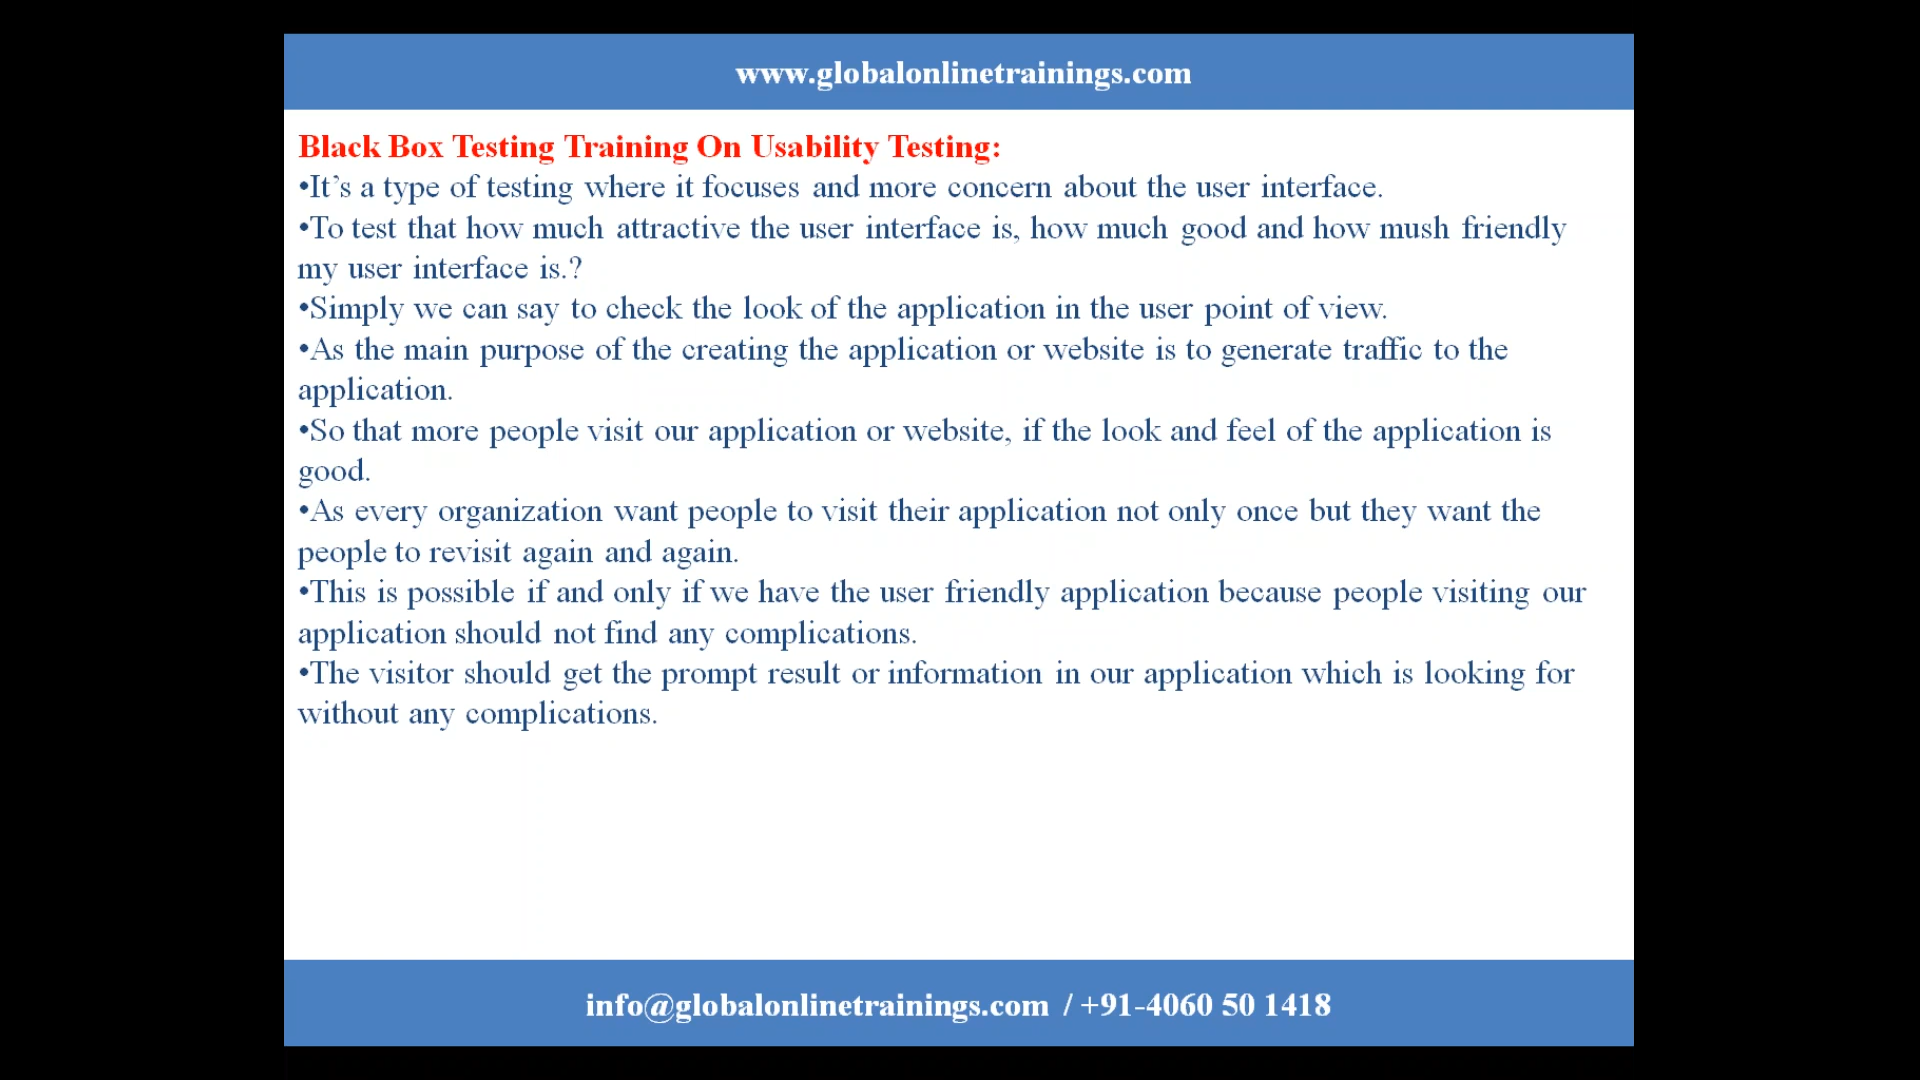 www.globalonlinetrainings.com
Black Box Testing Training On Usability Testing:
•It’s a type of testing where it focuses and more concern about the user interface.
•To test that how much attractive the user interface is, how much good and how mush friendly
my user interface is.?
•Simply we can say to check the look of the application in the user point of view.
•As the main purpose of the creating the application or website is to generate traffic to the
application.
•So that more people visit our application or website, if the look and feel of the application is
good.
•As every organization want people to visit their application not only once but they want the
people to revisit again and again.
•This is possible if and only if we have the user friendly application because people visiting our
application should not find any complications.
•The visitor should get the prompt result or information in our application which is looking for
without any complications.
info@globalonlinetrainings.com / +91-4060 50 1418